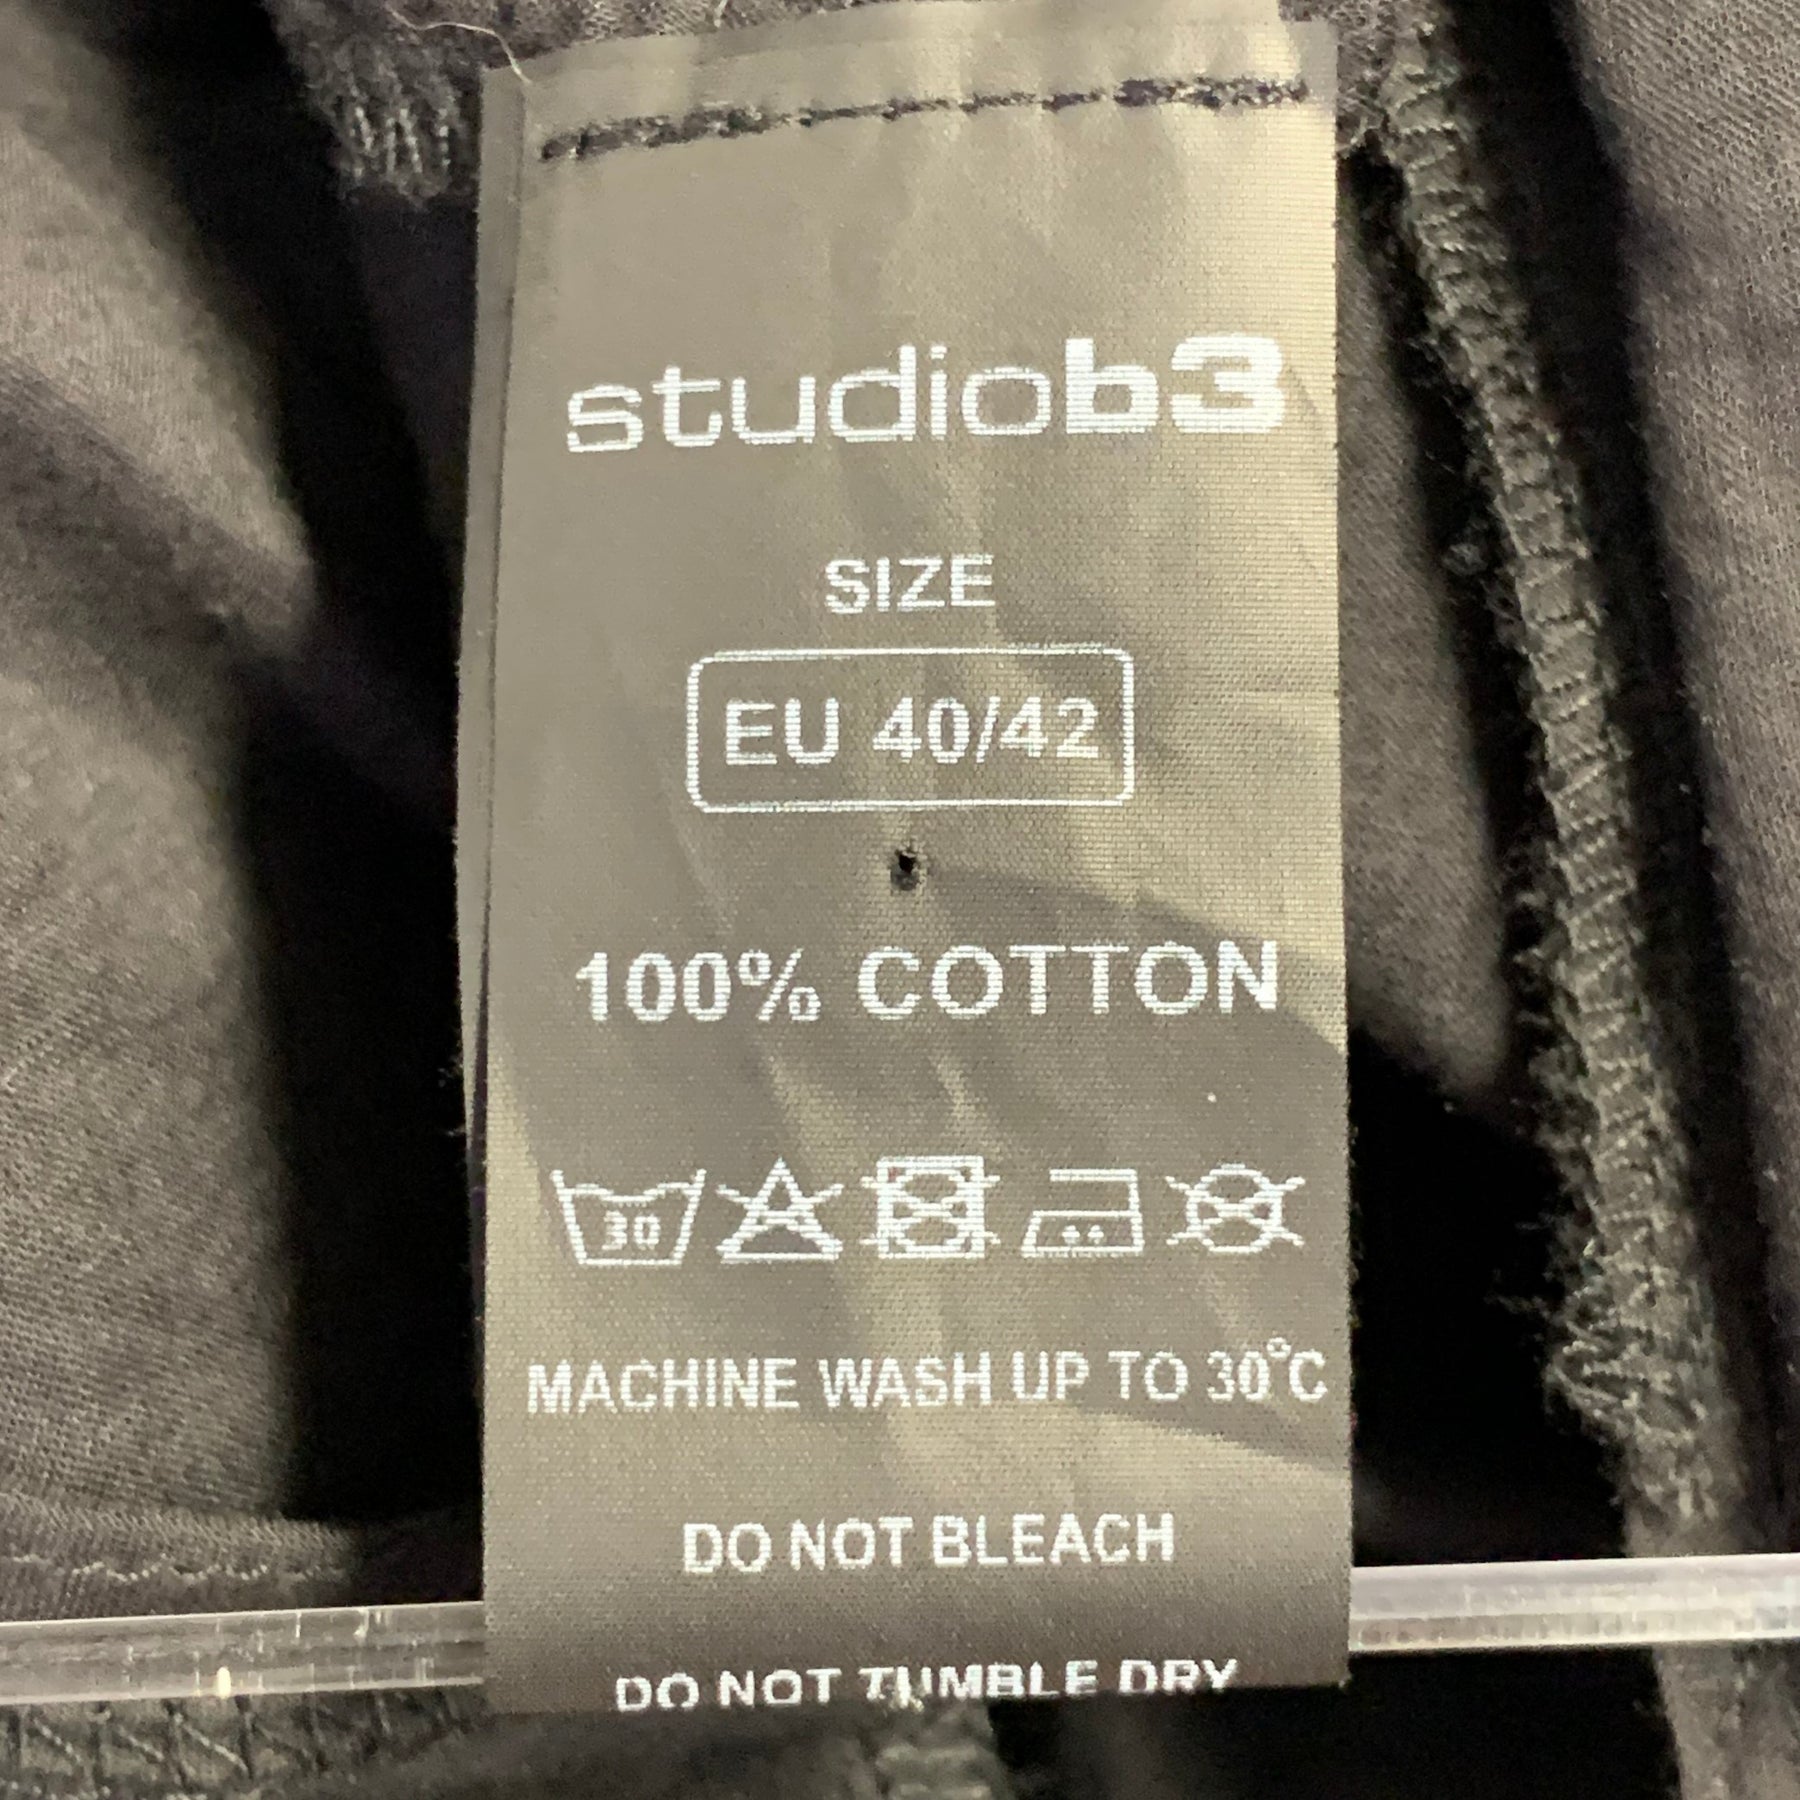 studiob3
SIZE
EU 40/42
100% COTTON
30
MACHINE WASH UP TO 30°C
DO NOT BLEACH
DO NOT TUMBLE DRY